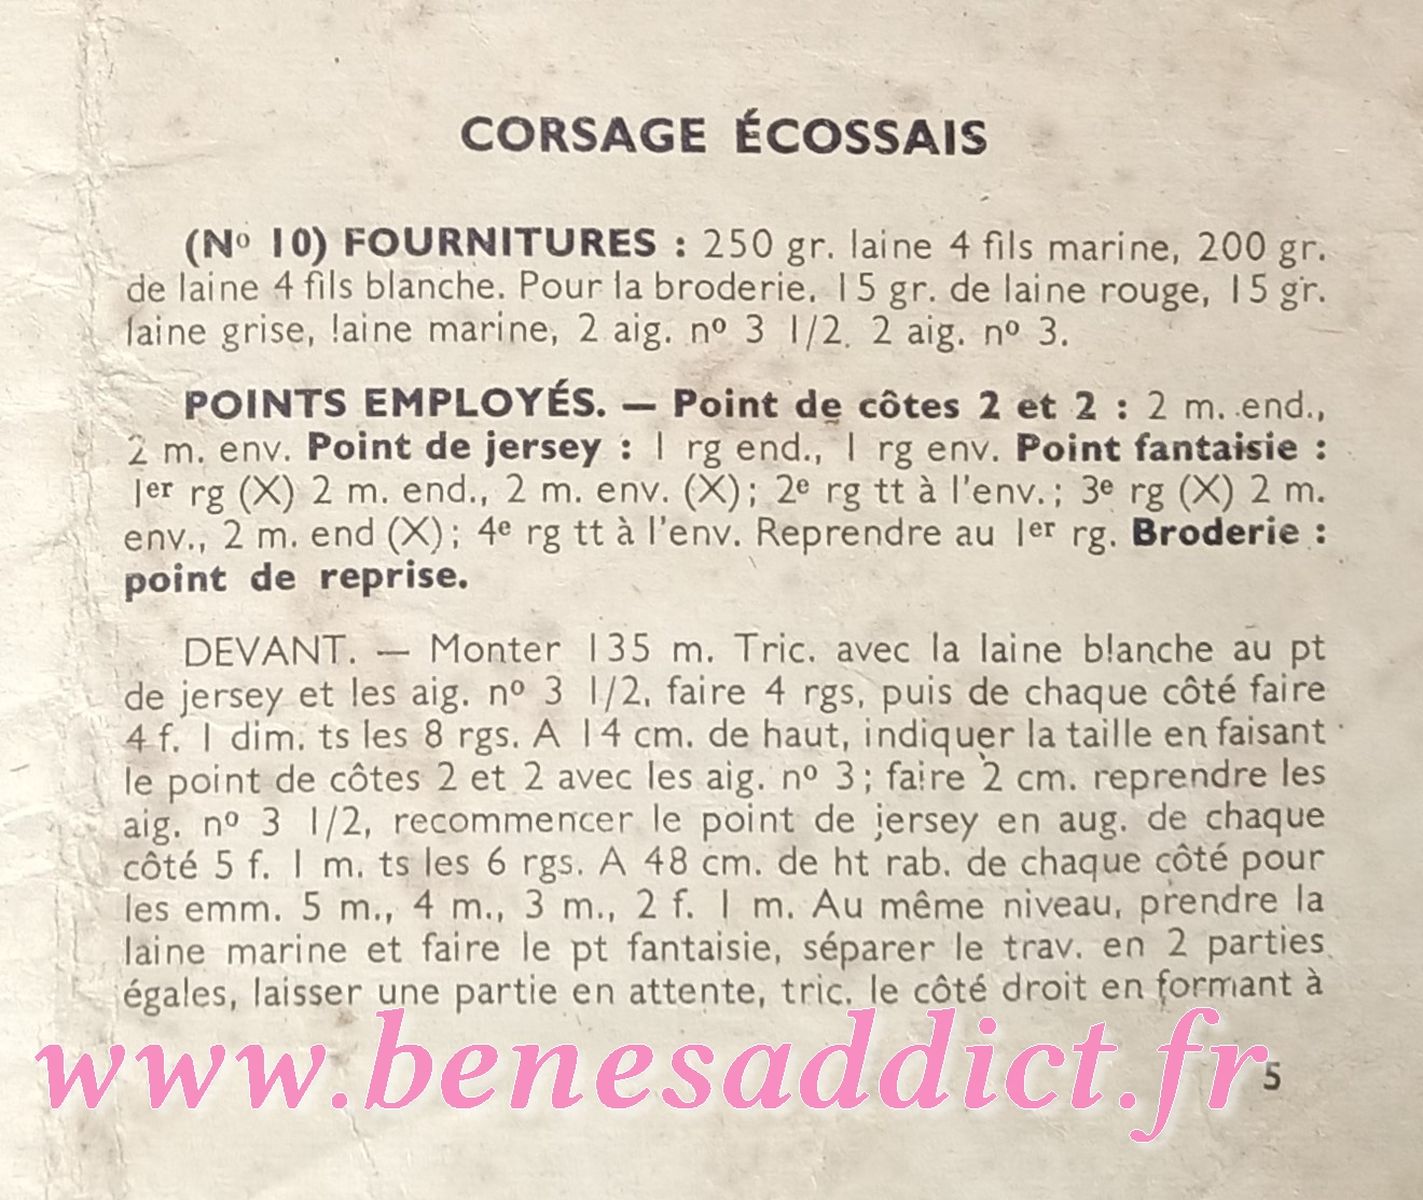 CORSAGE ÉCOSSAIS
(Nº 10) FOURNITURES : 250 gr. laine 4 fils marine, 200 gr.
de laine 4 fils blanche. Pour la broderie, 15 gr. de laine rouge, 15 gr.
laine grise, laine marine, 2 aig. nº 3 1/2. 2 aig. nº 3.
POINTS EMPLOYÉS. — Point de côtes 2 et 2 : 2 m. end.,
2 m. env. Point de jersey : 1 rg end., 1 rg env. Point fantaisie :
1er rg (X) 2 m. end., 2 m. env. (X) ; 2e rg tt à l'env. ; 3e rg (X) 2 m.
env., 2 m. end (X) ; 4e rg tt à l'env. Reprendre au 1er rg. Broderie :
point de reprise.
DEVANT. — Monter 135 m. Tric. avec la laine blanche au pt
de jersey et les aig. nº 3 1/2, faire 4 rgs, puis de chaque côté faire
4 f. 1 dim. ts les 8 rgs. A 14 cm. de haut, indiquer la taille en faisant
le point de côtes 2 et 2 avec les aig. nº 3 ; faire 2 cm. reprendre les
aig. nº 3 1/2, recommencer le point de jersey en aug. de chaque
côté 5 f. 1 m. ts les 6 rgs. A 48 cm. de ht rab. de chaque côté pour
les emm. 5 m., 4 m., 3 m., 2 f. 1 m. Au même niveau, prendre la
laine marine et faire le pt fantaisie, séparer le trav. en 2 parties
égales, laisser une partie en attente, tric. le côté droit en formant à
www.benesaddict.fr
5